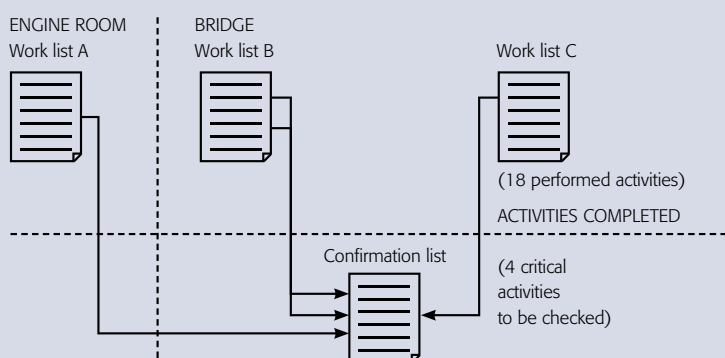 ENGINE ROOM
Work list A
BRIDGE
Work list B
Work list C
(18 performed activities)
ACTIVITIES COMPLETED
Confirmation list
(4 critical
activities
to be checked)